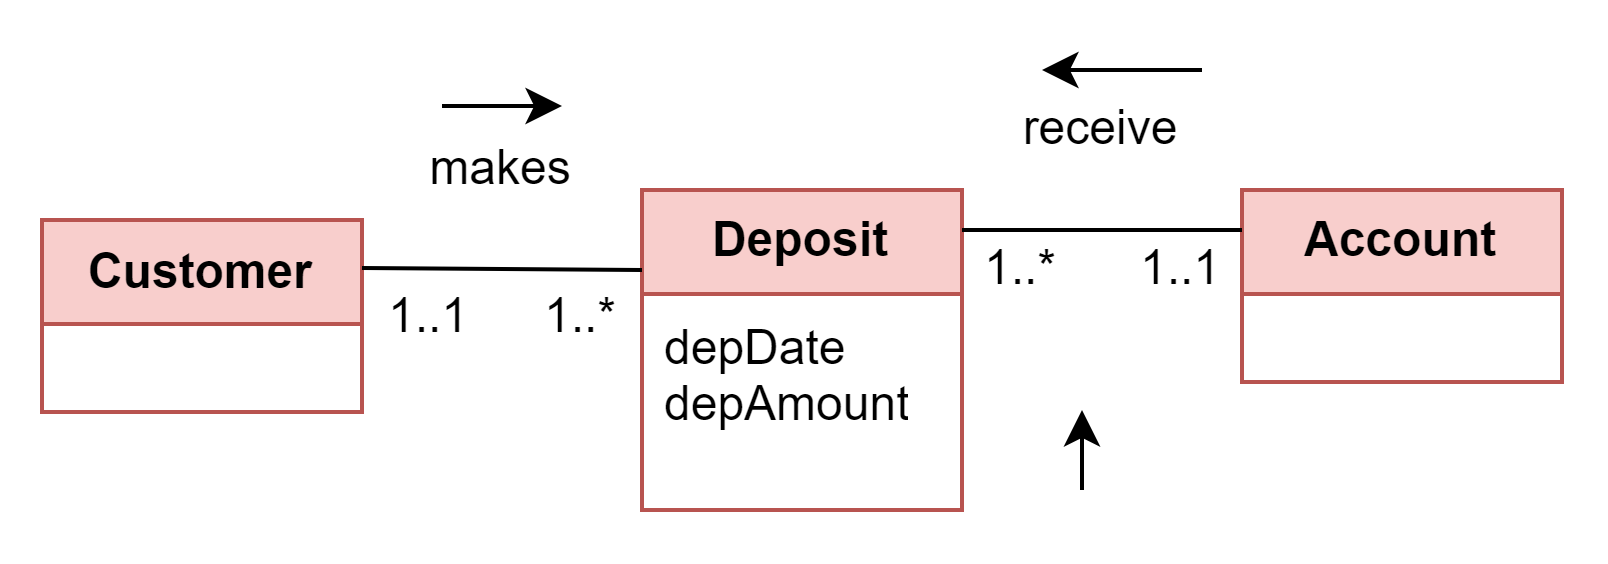 makes
receive
Customer
1..1
1..*
Deposit
depDate
depAmount
1..*
1..1
Account